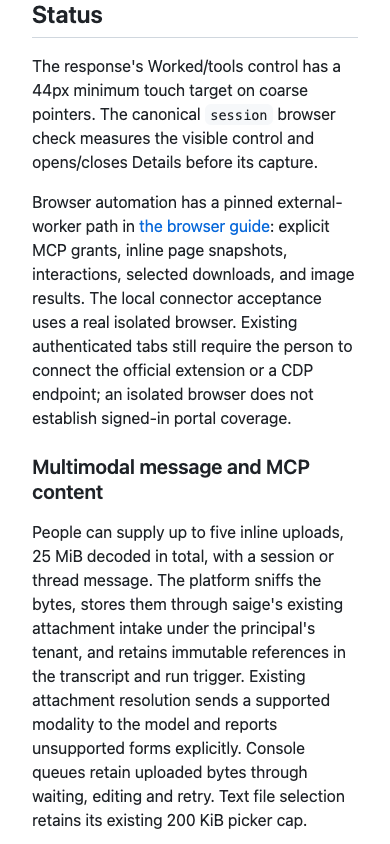 Status
The response's Worked/tools control has a
44px minimum touch target on coarse
pointers. The canonical session browser
check measures the visible control and
opens/closes Details before its capture.
Browser automation has a pinned external-
worker path in the browser guide: explicit
MCP grants, inline page snapshots,
interactions, selected downloads, and image
results. The local connector acceptance
uses a real isolated browser. Existing
authenticated tabs still require the person to
connect the official extension or a CDP
endpoint; an isolated browser does not
establish signed-in portal coverage.
Multimodal message and MCP
content
People can supply up to five inline uploads,
25 MiB decoded in total, with a session or
thread message. The platform sniffs the
bytes, stores them through saige's existing
attachment intake under the principal's
tenant, and retains immutable references in
the transcript and run trigger. Existing
attachment resolution sends a supported
modality to the model and reports
unsupported forms explicitly. Console
queues retain uploaded bytes through
waiting, editing and retry. Text file selection
retains its existing 200 KiB picker cap.